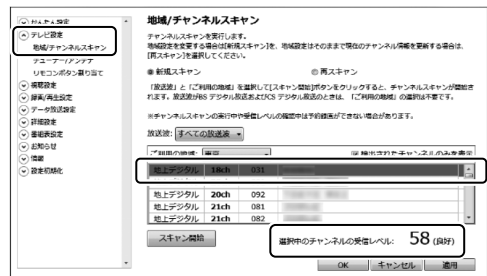 かんたん設定
テレビ設定
地域/チャンネルスキャン
チューナー/アンテナ
リモコンボタン割り当て
視聴設定
録画/再生設定
データ放送設定
詳細設定
番組表設定
お知らせ
情報
設定初期化
地域/チャンネルスキャン
チャンネルスキャンを実行します。
地域設定を変更する場合は[新規スキャン]を、地域設定はそのままで現在のチャンネル情報を更新する場合は、
[再スキャン]を選択してください。
新規スキャン 再スキャン
「放送波」と「ご利用の地域」を選択して[スキャン開始]ボタンをクリックすると、チャンネルスキャンが開始さ
れます。放送波がBS デジタル放送およびCS デジタル放送のときは、「ご利用の地域」の選択は不要です。
※チャンネルスキャンの実行中や受信レベルの確認中は予約録画ができない場合があります。
放送波: すべての放送波
ご利用の地域: 東京 検出されたチャンネルのみを表示
地上デジタル 18ch 031
地上デジタル 20ch 092
地上デジタル 21ch 081
地上デジタル 21ch 082
スキャン開始 選択中のチャンネルの受信レベル: 58 (良好)
OK キャンセル 適用